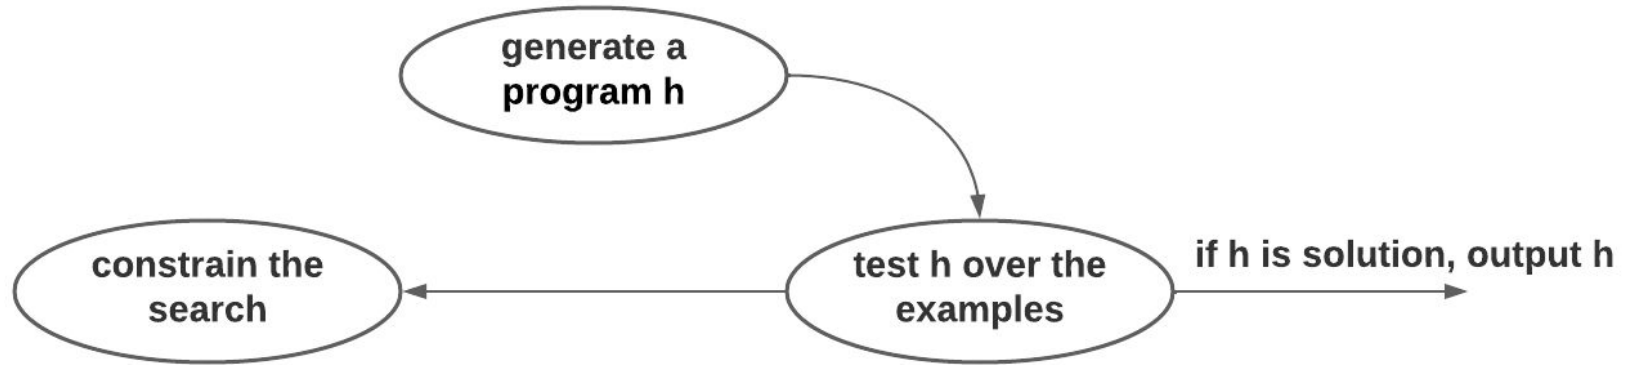 generate a
program h
constrain the
search
test h over the
examples
if h is solution, output h